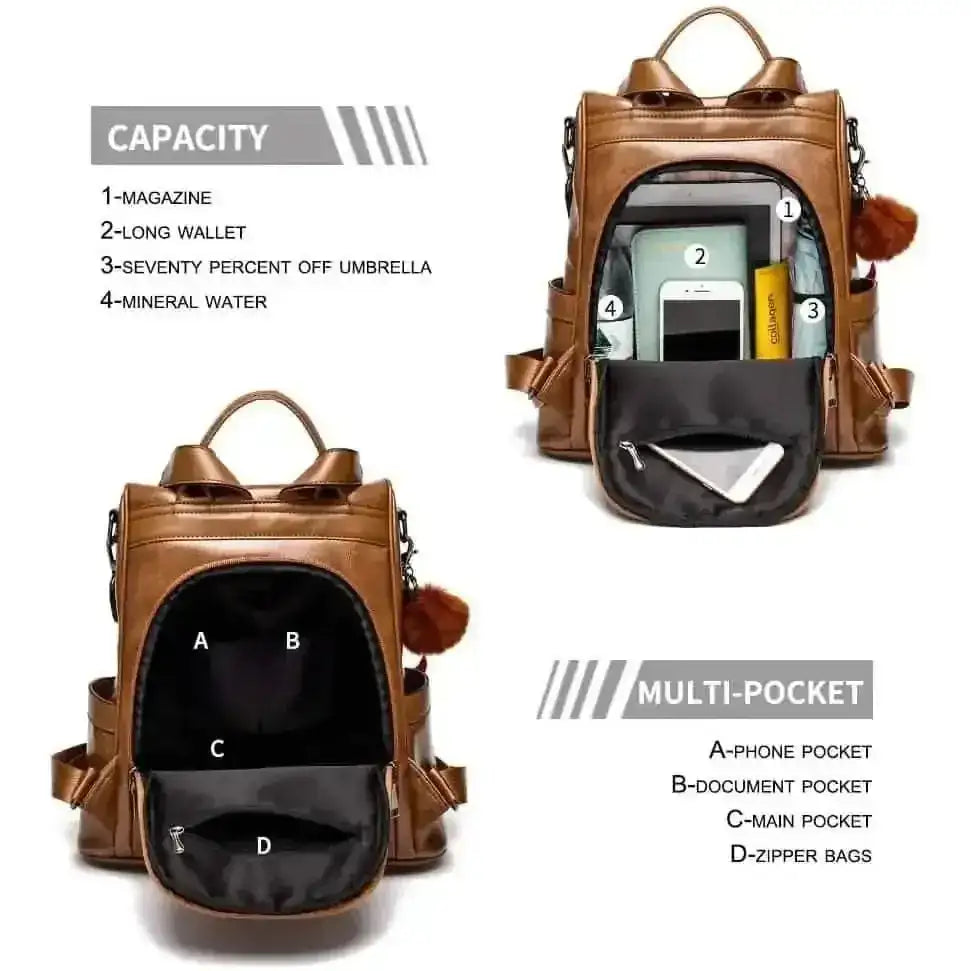 CAPACITY
1-MAGAZINE
2-LONG WALLET
3-SEVENTY PERCENT OFF UMBRELLA
4-MINERAL WATER
1
2
3
4
collagen
A
B
C
D
MULTI-POCKET
A-PHONE POCKET
B-DOCUMENT POCKET
C-MAIN POCKET
D-ZIPPER BAGS